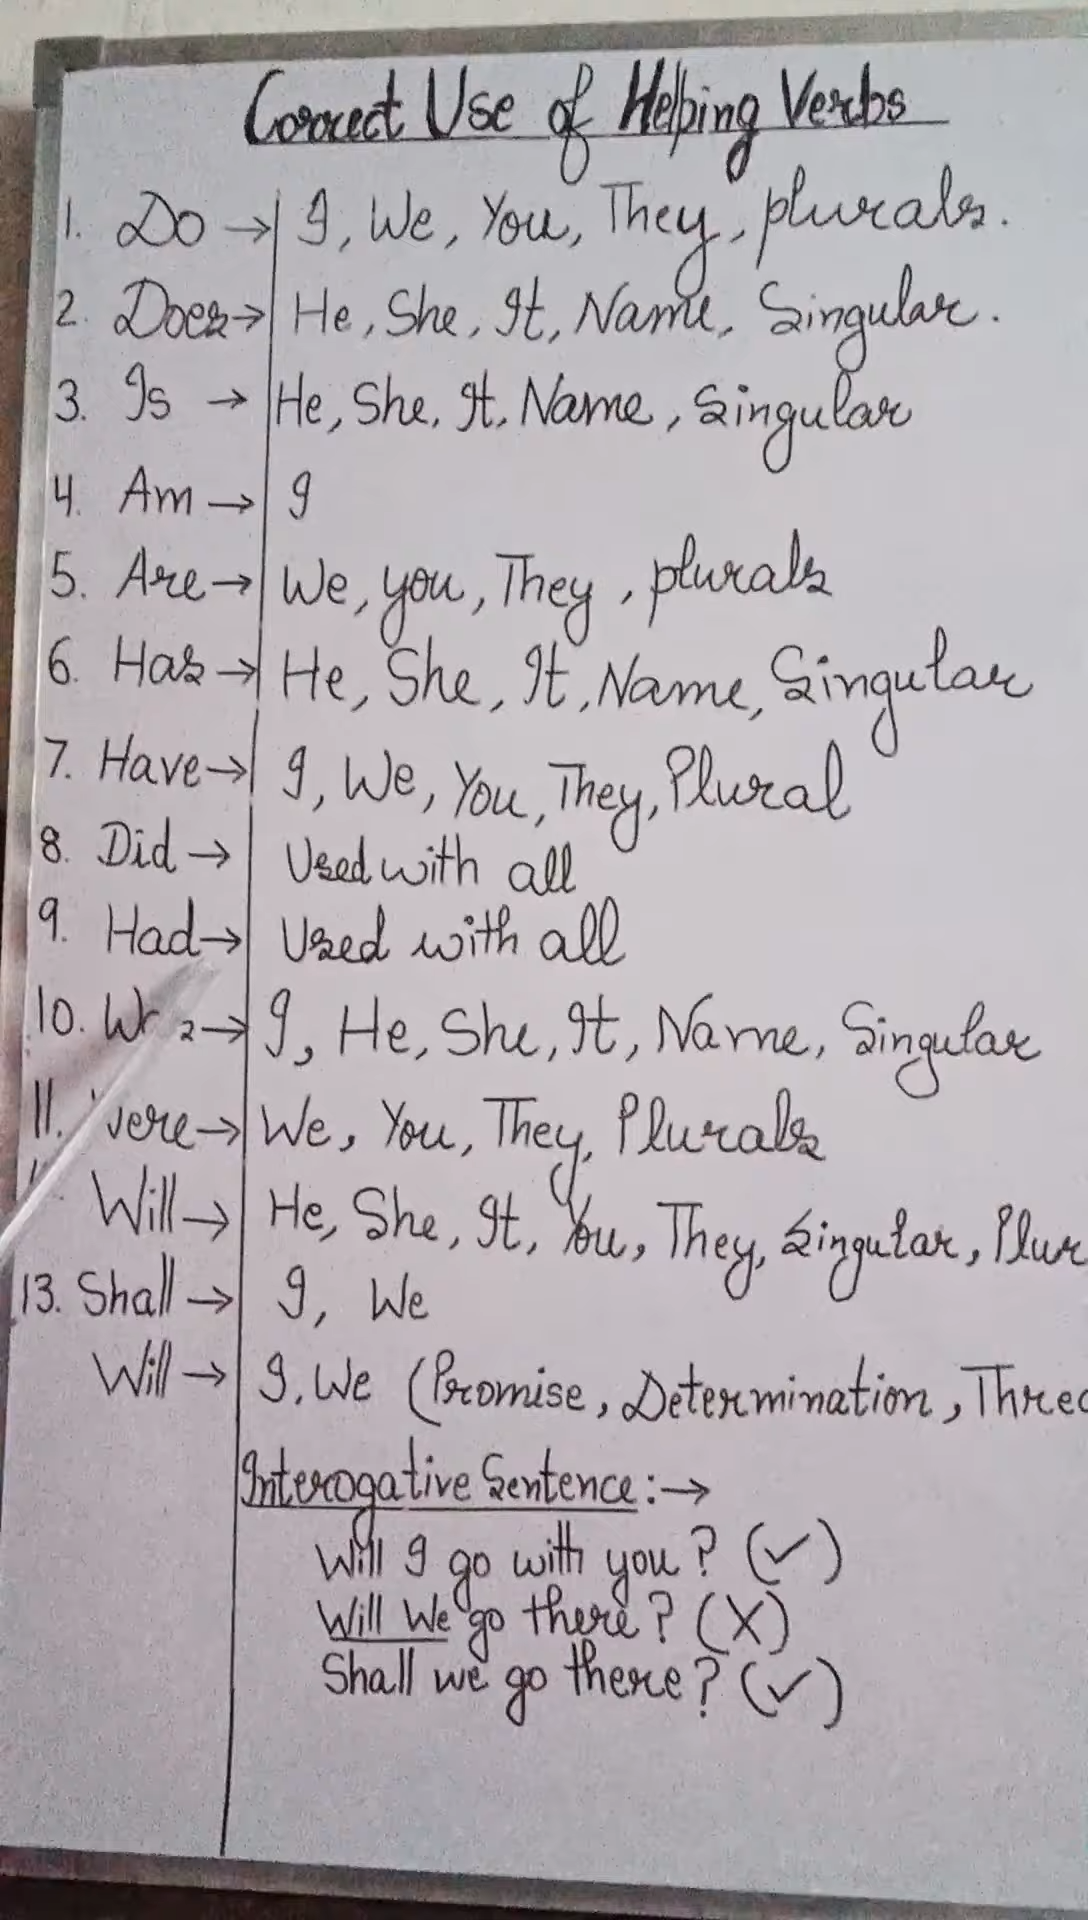 Correct Use of Helping Verbs
1. Do → I, We, You, They, plurals.
2. Does → He, She, It, Name, Singular.
3. Is → He, She, It, Name, Singular
4. Am → I
5. Are → We, you, They, plurals
6. Has → He, She, It, Name, Singular
7. Have → I, We, You, They, Plural
8. Did → Used with all
9. Had → Used with all
10. → I, He, She, It, Name, Singular
11. → We, You, They, Plurals
Will → He, She, It, You, They, Singular, Plur
13. Shall → I, We
Will → I, We (Promise, Determination, Threa
Interogative Sentence:→
Will I go with you? (✓)
Will We go there? (X)
Shall we go there? (✓)